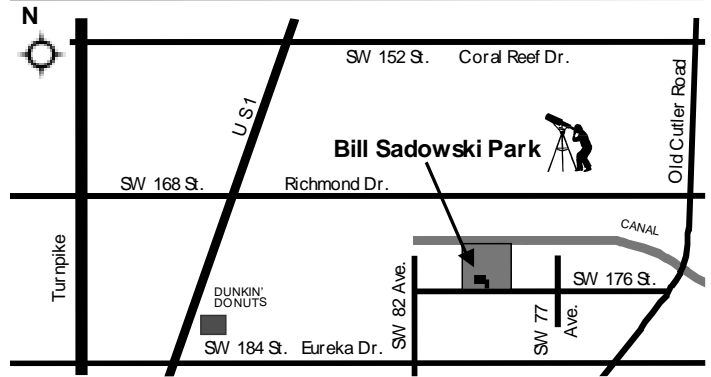 N
SW 152 St. Coral Reef Dr.
US1
Old Cutler Road
Bill Sadowski Park
SW 168 St. Richmond Dr.
CANAL
Turnpike
SW 82 Ave.
SW 176 St.
SW 77
Ave.
DUNKIN'
DONUTS
SW 184 St. Eureka Dr.